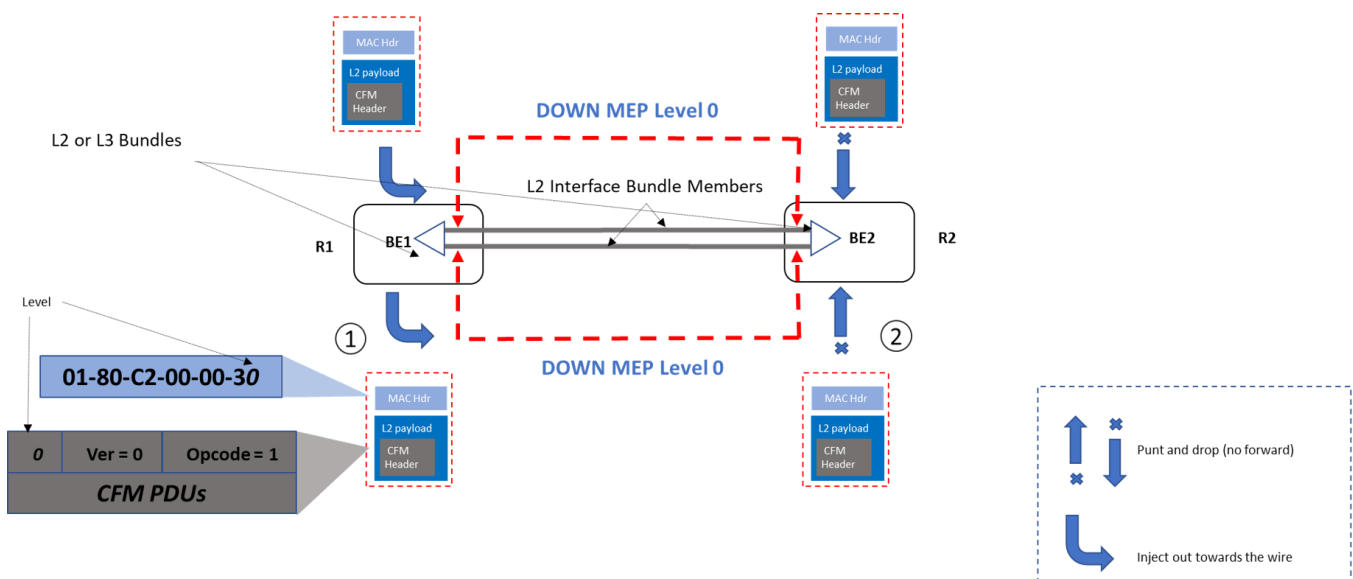 MAC Hdr
L2 payload
CFM
Header
MAC Hdr
L2 payload
CFM
Header
DOWN MEP Level 0
L2 or L3 Bundles
L2 Interface Bundle Members
R1
BE1
BE2
R2
Level
1
2
DOWN MEP Level 0
01-80-C2-00-00-30
MAC Hdr
L2 payload
CFM
Header
MAC Hdr
L2 payload
CFM
Header
0
Ver = 0
Opcode = 1
CFM PDUs
Punt and drop (no forward)
Inject out towards the wire